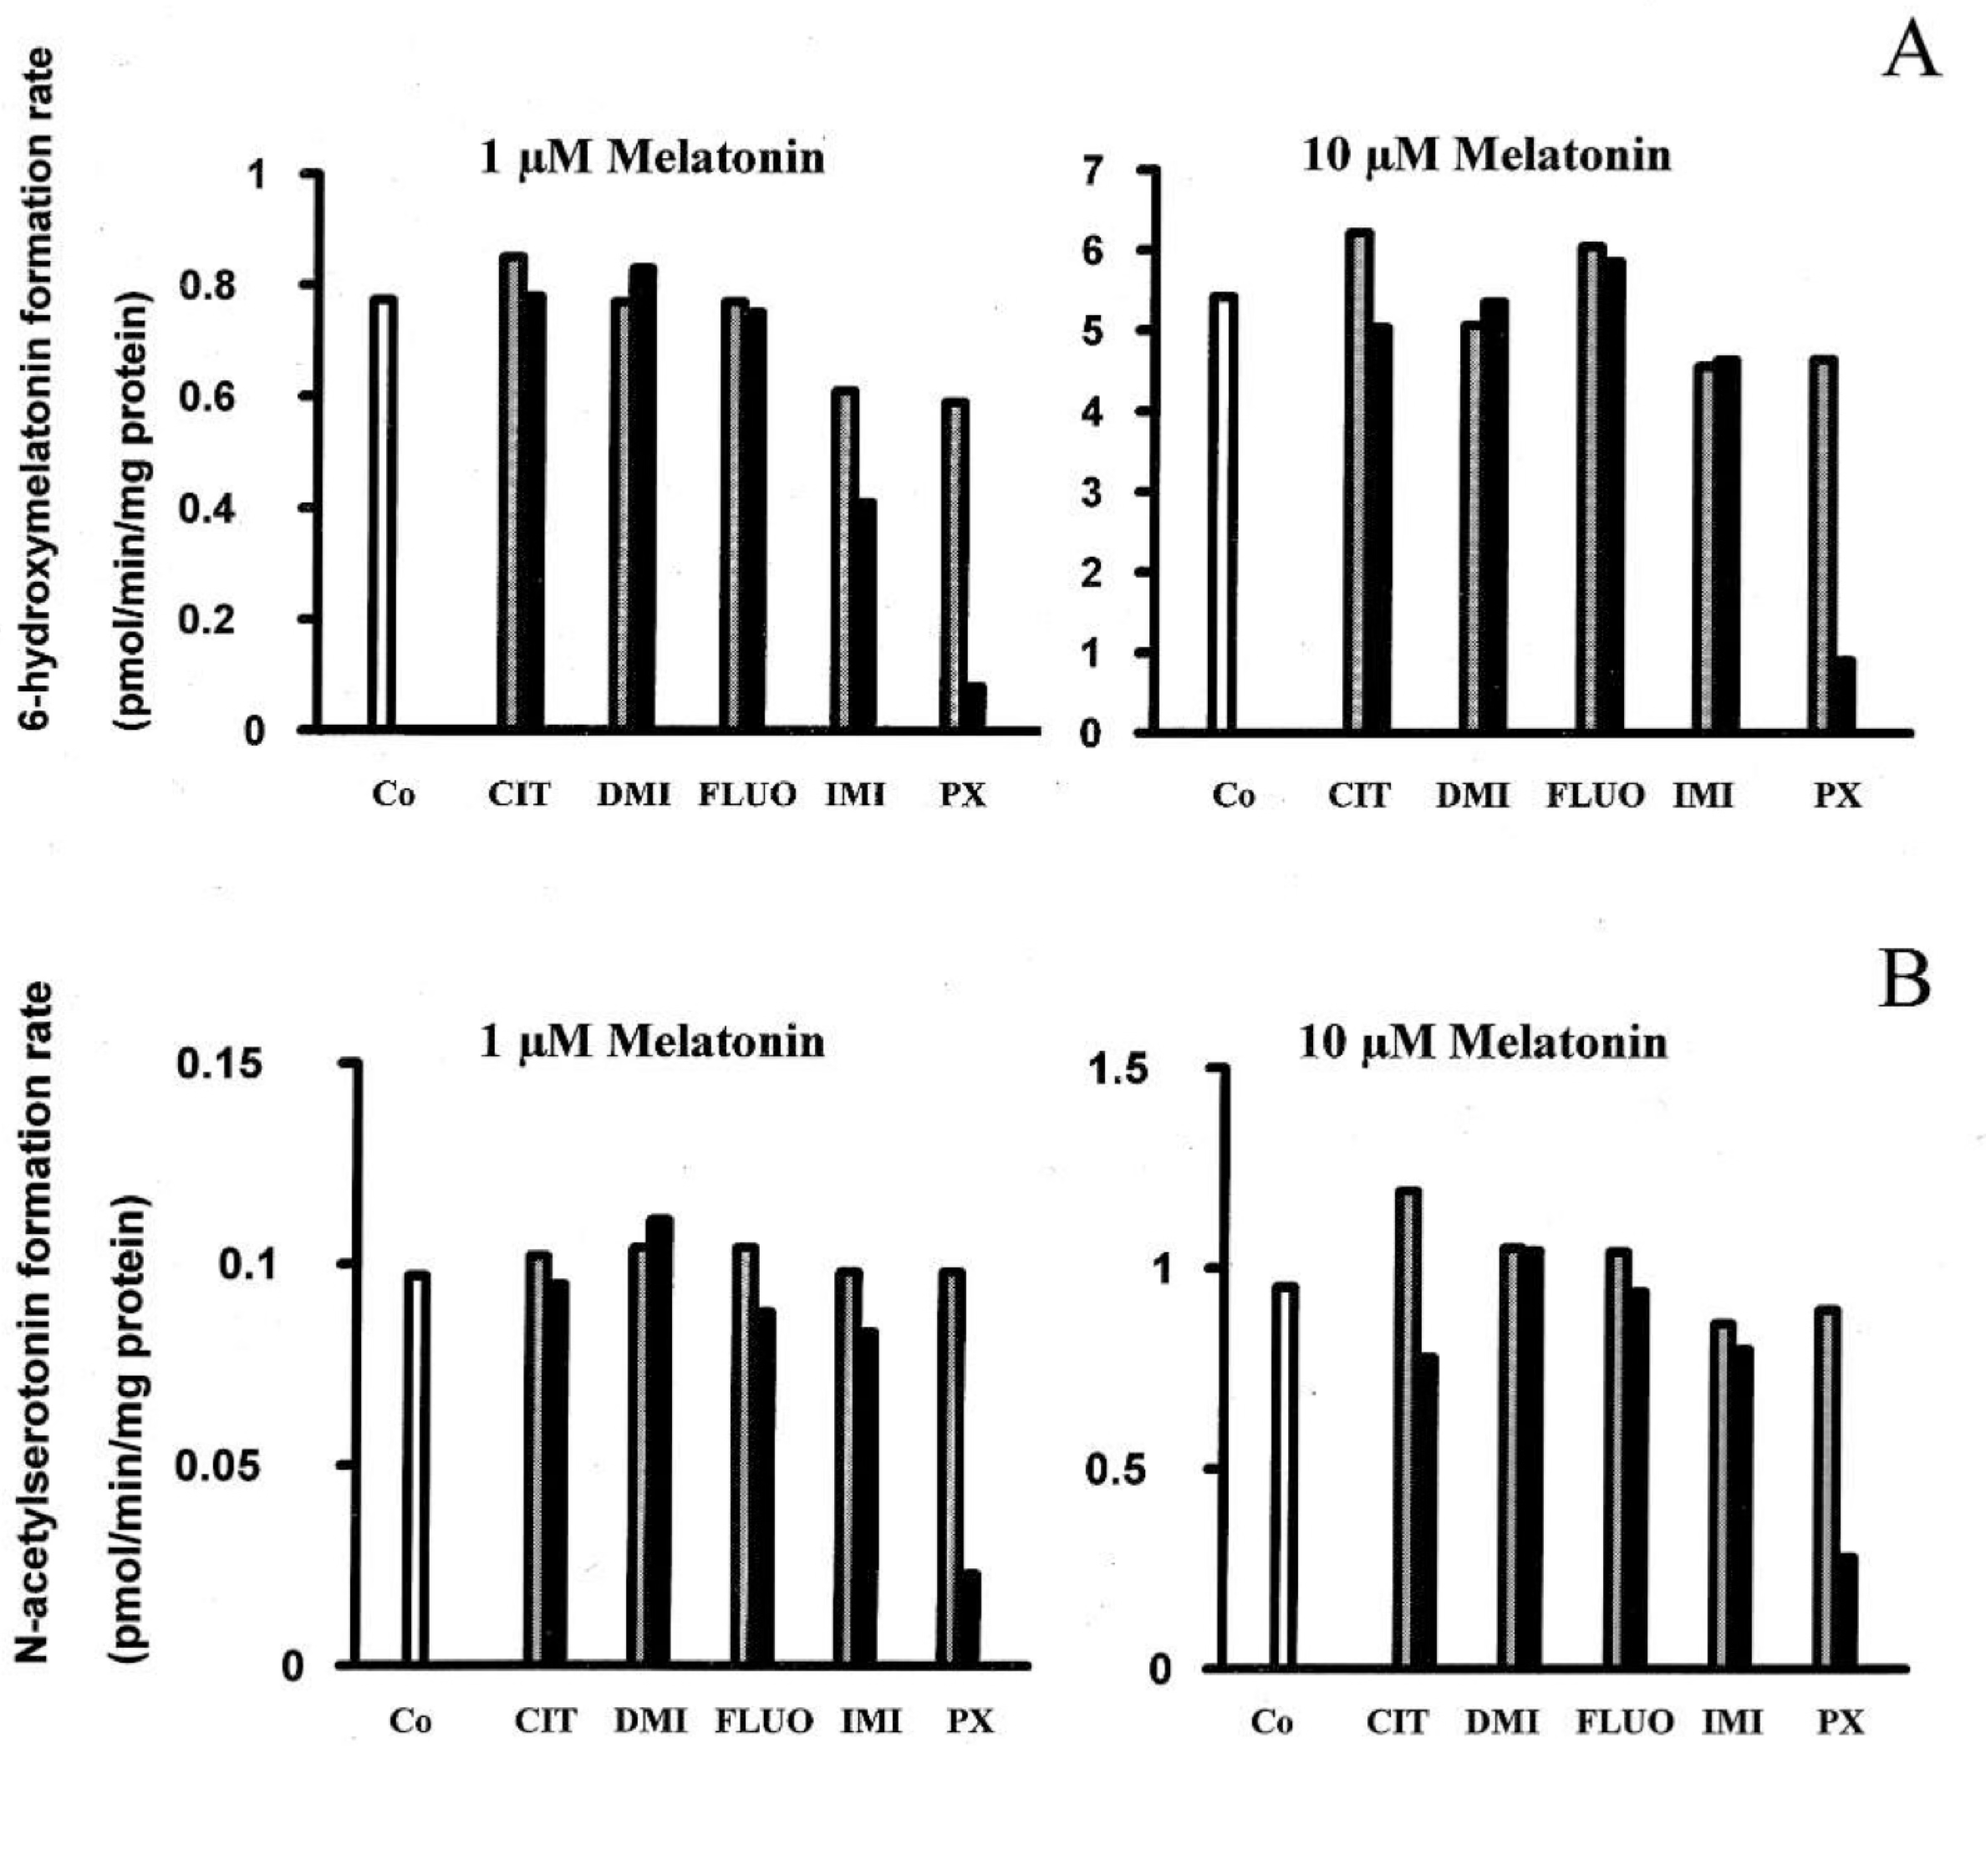 A
6-hydroxymelatonin formation rate
(pmol/min/mg protein)
1 µM Melatonin
1
0.8
0.6
0.4
0.2
0
Co CIT DMI FLUO IMI PX
10 µM Melatonin
7
6
5
4
3
2
1
0
Co CIT DMI FLUO IMI PX
B
N-acetylserotonin formation rate
(pmol/min/mg protein)
1 µM Melatonin
0.15
0.1
0.05
0
Co CIT DMI FLUO IMI PX
10 µM Melatonin
1.5
1
0.5
0
Co CIT DMI FLUO IMI PX